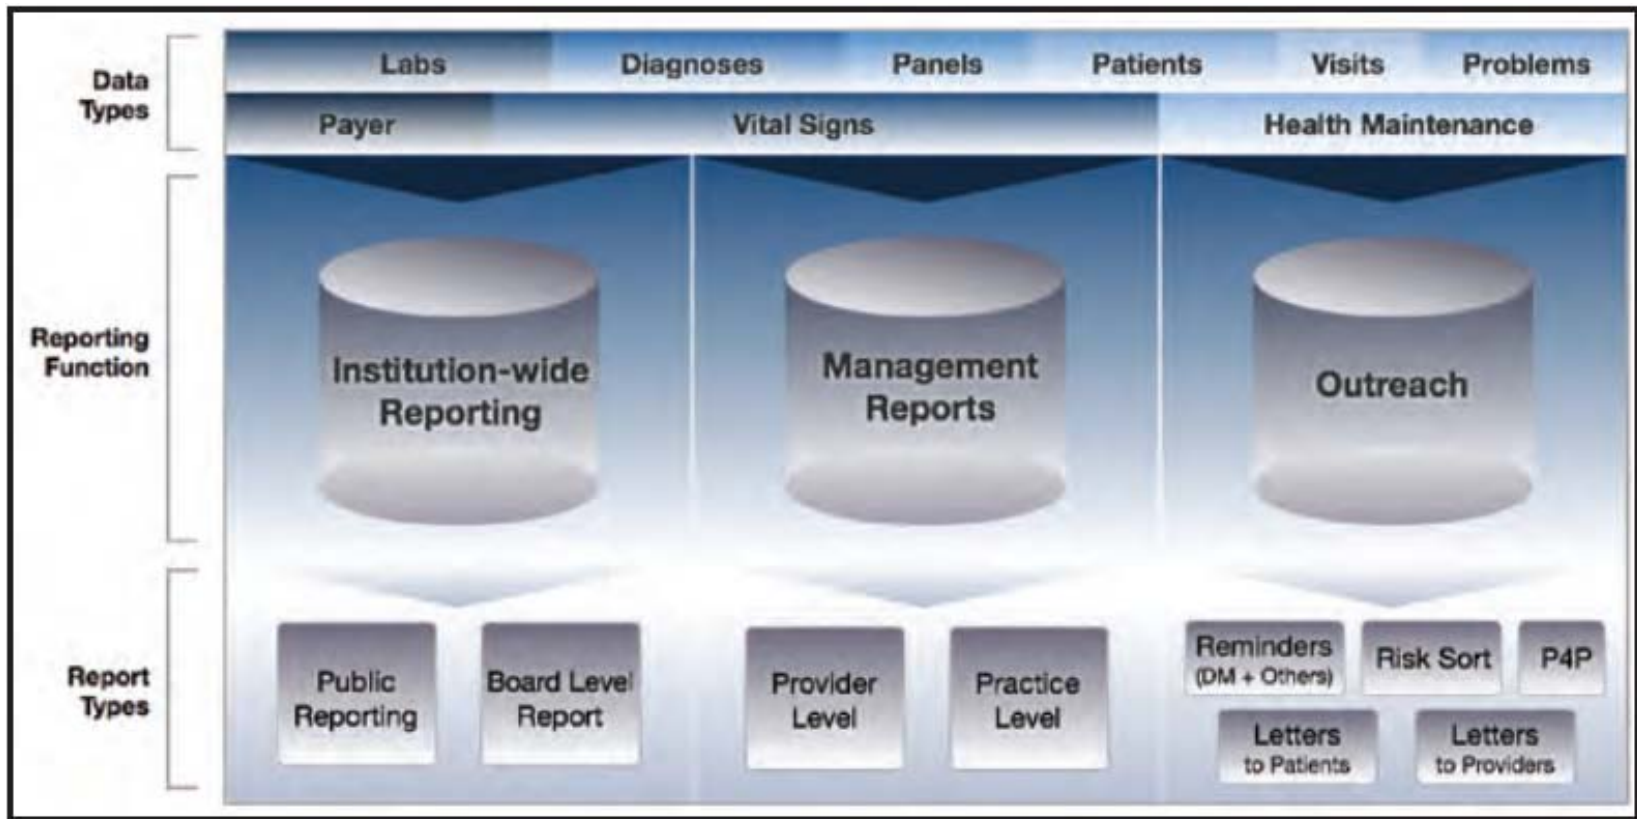 Data
Types
Labs Diagnoses Panels Patients Visits Problems
Payer Vital Signs Health Maintenance
Reporting
Function
Institution-wide
Reporting
Management
Reports
Outreach
Report
Types
Public
Reporting
Board Level
Report
Provider
Level
Practice
Level
Reminders
(DM + Others)
Risk Sort
P4P
Letters
to Patients
Letters
to Providers